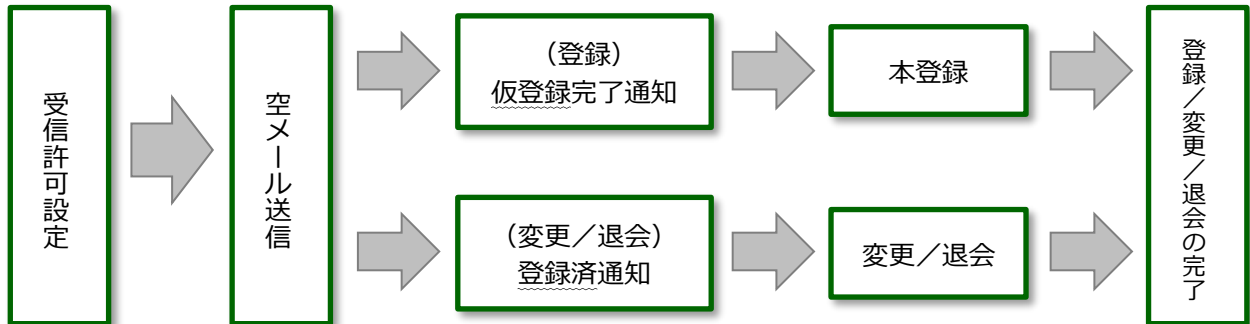 受信許可設定
空メール送信
（登録）
仮登録完了通知
本登録
（変更／退会）
登録済通知
変更／退会
登録／変更／退会の完了